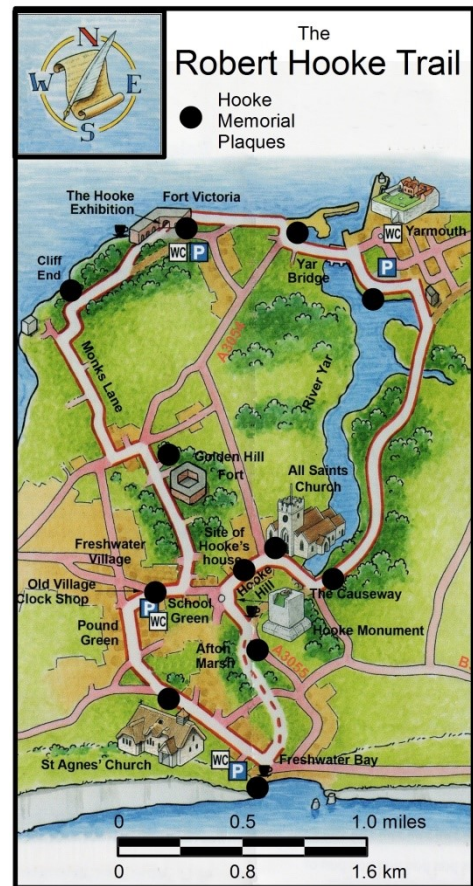 N
W
E
S
The
Robert Hooke Trail
Hooke
Memorial
Plaques
The Hooke
Exhibition
Fort Victoria
WC
P
Cliff
End
Yar
Bridge
WC
Yarmouth
P
A3054
Monks Lane
River Yar
Golden Hill
Fort
All Saints
Church
Site of
Hooke's
house
Freshwater
Village
Hooke
Hill
Old Village
Clock Shop
P
WC
School
Green
The Causeway
Pound
Green
Afton
Marsh
Hooke Monument
A3055
B
St Agnes' Church
WC
P
Freshwater Bay
0 0.5 1.0 miles
0 0.8 1.6 km